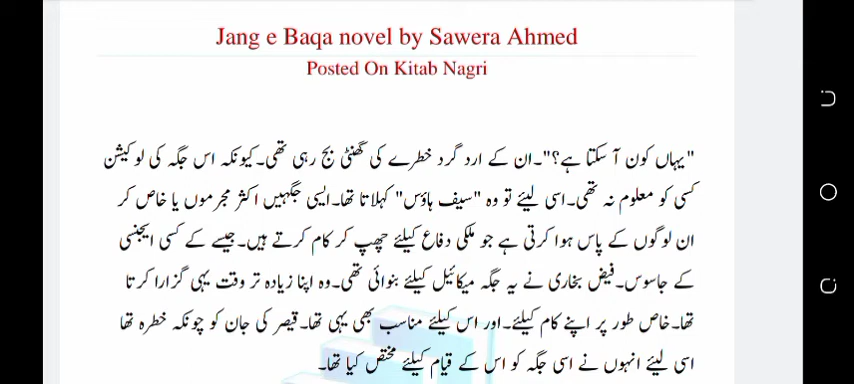 Jang e Baqa novel by Sawera Ahmed
Posted On Kitab Nagri
"یہاں کون آ سکتا ہے؟"۔ان کے ارد گرد خطرے کی گھنٹی بج رہی تھی۔کیونکہ اس جگہ کی لوکیشن
کسی کو معلوم نہ تھی۔اسی لیئے تو وہ "سیف ہاؤس" کہلاتا تھا۔ایسی جگہیں اکثر مجرموں یا خاص کر
ان لوگوں کے پاس ہوا کرتی ہے جو ملکی دفاع کیلئے چھپ کر کام کرتے ہیں۔جیسے کے کسی ایجنسی
کے جاسوس۔فیض بخاری نے یہ جگہ میکائیل کیلئے بنوائی تھی۔وہ اپنا زیادہ تر وقت یہی گزارا کرتا
تھا۔خاص طور پر اپنے کام کیلئے۔اور اس کیلئے مناسب بھی یہی تھا۔قیصر کی جان کو چونکہ خطرہ تھا
اسی لیئے انہوں نے اسی جگہ کو اس کے قیام کیلئے مختص کیا تھا۔